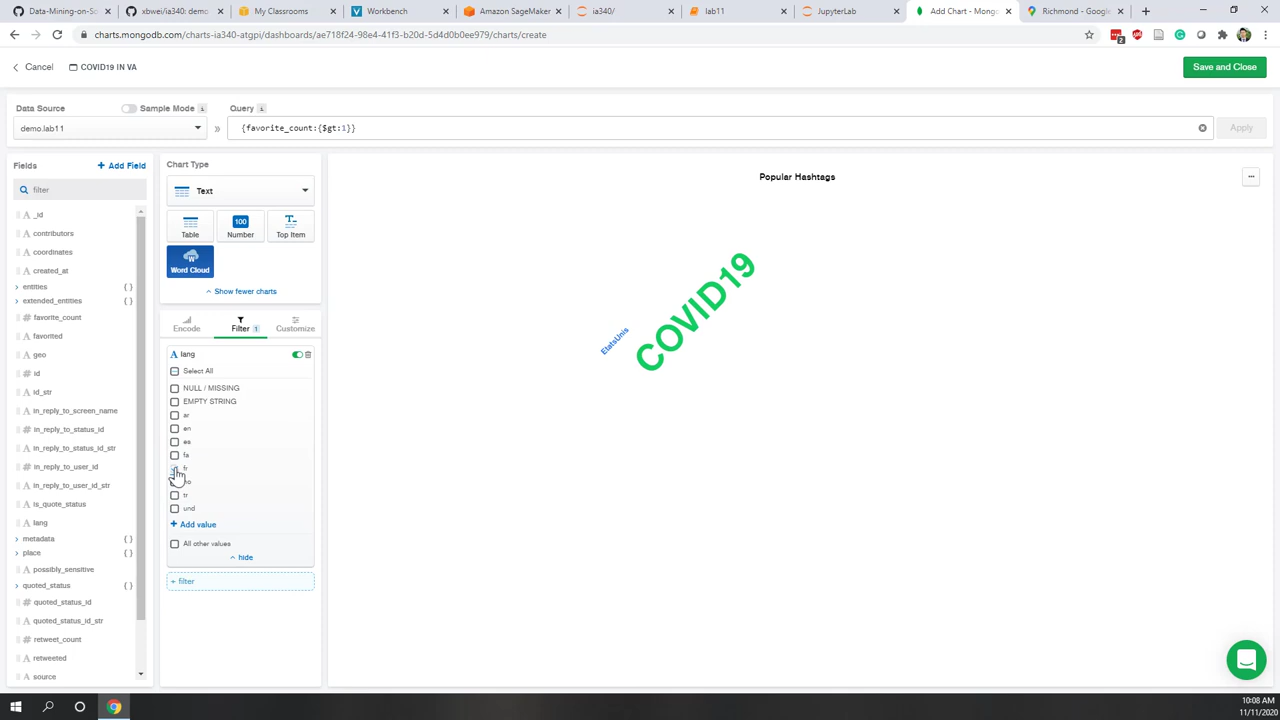 Data-Mining-on-So
xbwei/ia340: demo
My Classrooms
Workbench
Amazon SageMaker
ia340/
lab11
JupyterLab
Add Chart - Mongo
Richmond - Google
charts.mongodb.com/charts-ia340-atgpi/dashboards/ae718f24-98e4-41f3-b20d-5d4d0b0ee979/charts/create
Cancel
COVID19 IN VA
Save and Close
Data Source
Sample Mode
Query
demo.lab11
{favorite_count:{$gt:1}}
Apply
Fields
+ Add Field
filter
_id
contributors
coordinates
created_at
entities
extended_entities
favorite_count
favorited
geo
id
id_str
in_reply_to_screen_name
in_reply_to_status_id
in_reply_to_status_id_str
in_reply_to_user_id
in_reply_to_user_id_str
is_quote_status
lang
metadata
place
possibly_sensitive
quoted_status
quoted_status_id
quoted_status_id_str
retweet_count
retweeted
source
Chart Type
Text
Table
100
Number
Top Item
Word Cloud
Show fewer charts
Encode
Filter 1
Customize
lang
Select All
NULL / MISSING
EMPTY STRING
ar
en
es
fa
fr
tr
und
+ Add value
All other values
hide
+ filter
Popular Hashtags
EtatsUnis
COVID19
10:08 AM
11/11/2020